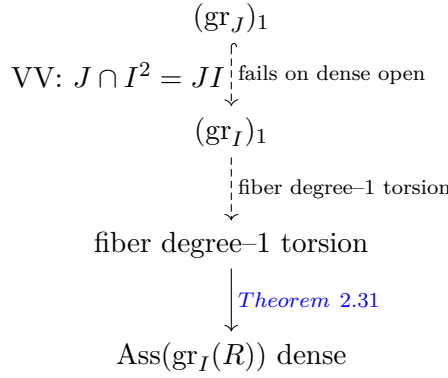 (gr_J)_1
VV: J ∩ I^2 = JI
fails on dense open
(gr_I)_1
fiber degree–1 torsion
fiber degree–1 torsion
Theorem 2.31
Ass(gr_I(R)) dense